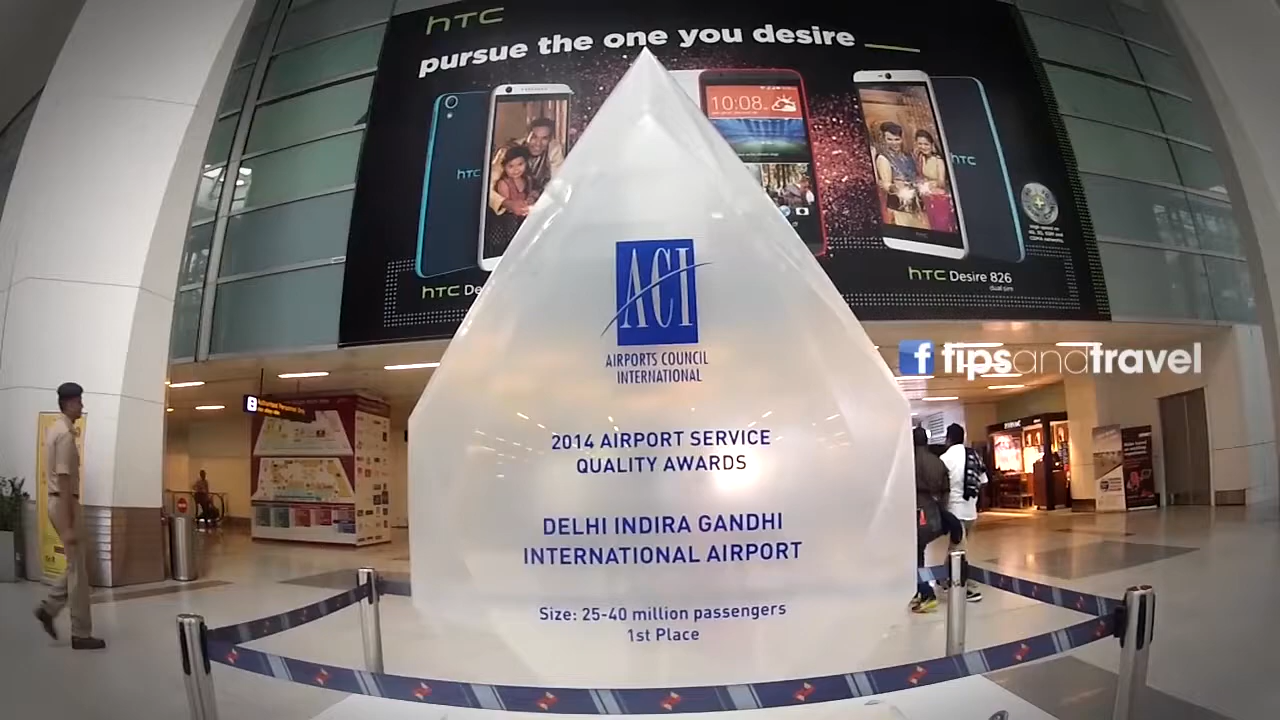 hTC
pursue the one you desire
10:08
hTC
hTC
hTC De
hTC Desire 826
dual sim
ACI
AIRPORTS COUNCIL
INTERNATIONAL
f tipsandtravel
2014 AIRPORT SERVICE
QUALITY AWARDS
DELHI INDIRA GANDHI
INTERNATIONAL AIRPORT
Size: 25-40 million passengers
1st Place